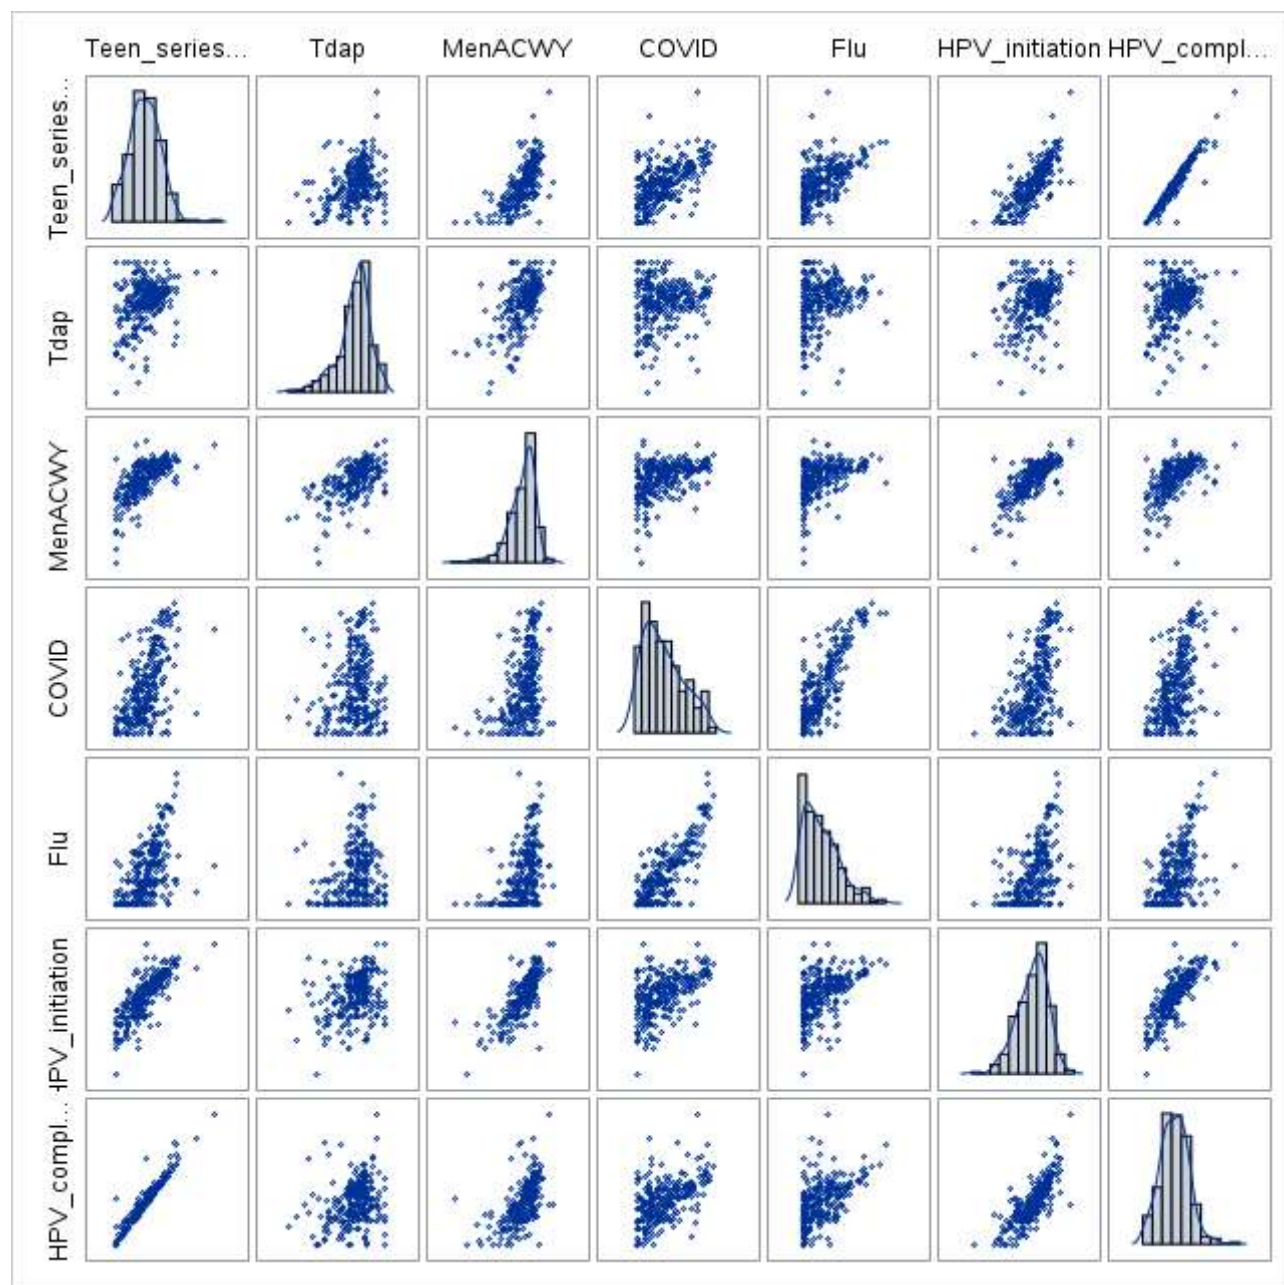 Teen_series... Tdap MenACWY COVID Flu HPV_initiation HPV_compl...
Teen_series...
Tdap
MenACWY
COVID
Flu
HPV_initiation
HPV_compl...